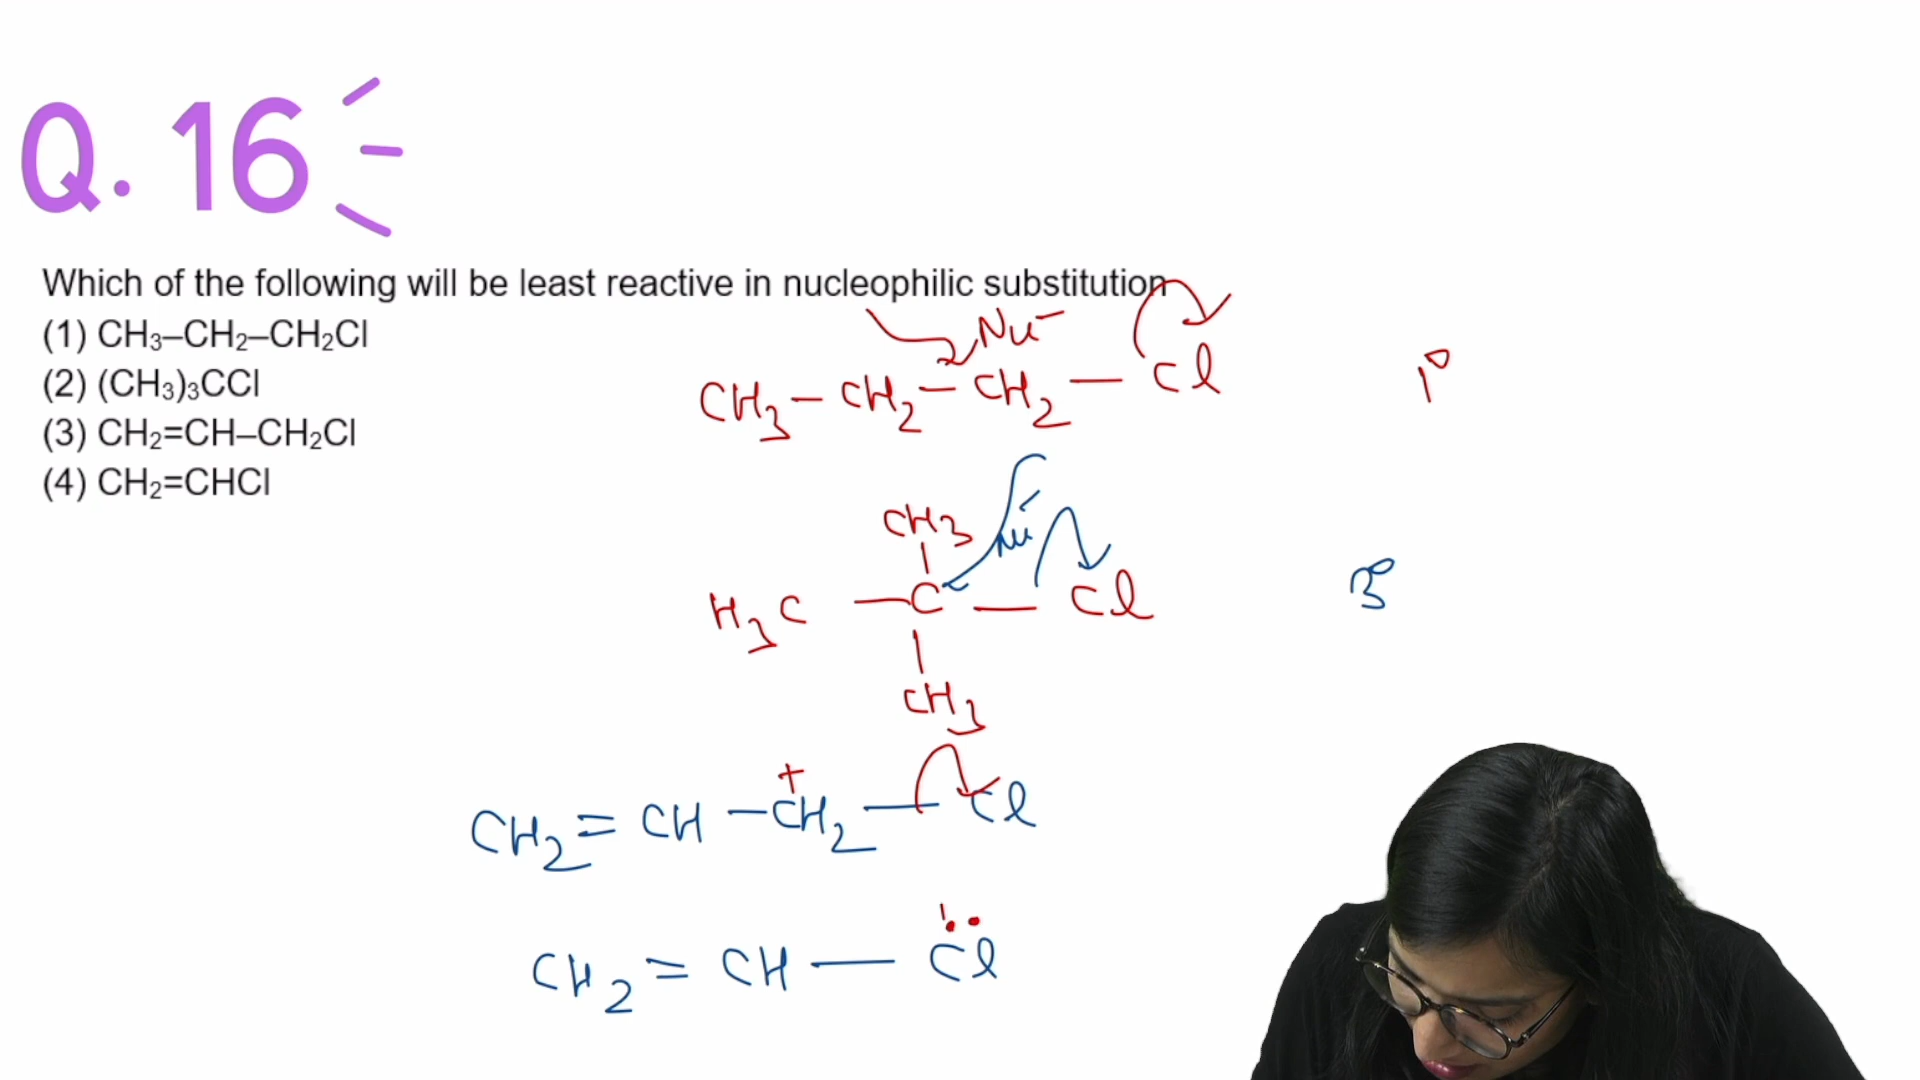 Q. 16
Which of the following will be least reactive in nucleophilic substitution
(1) CH₃–CH₂–CH₂Cl
(2) (CH₃)₃CCl
(3) CH₂=CH–CH₂Cl
(4) CH₂=CHCl
Nu⁻
CH₃ – CH₂ – CH₂ — Cl 1°
CH₃
Nu⁻
H₃C — C — Cl 3°
CH₃
+
CH₂ = CH – CH₂ — Cl
CH₂ = CH — Cl